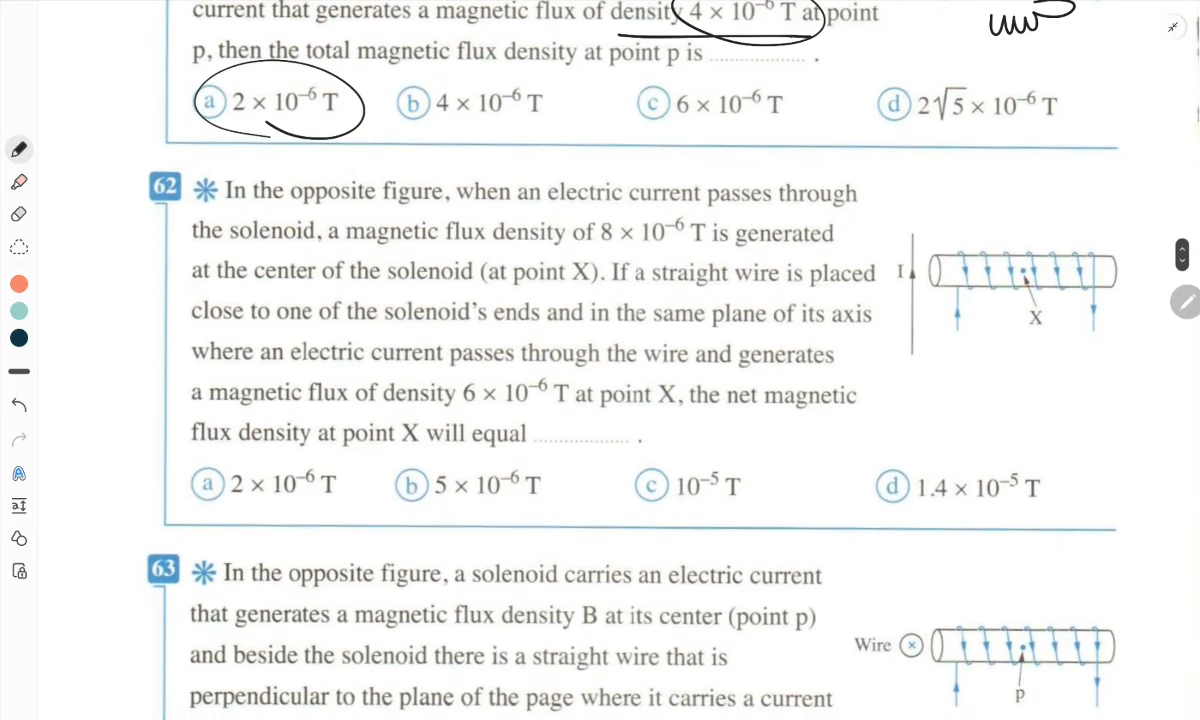 current that generates a magnetic flux of density 4 × 10⁻⁶ T at point
p, then the total magnetic flux density at point p is ................ .
a 2 × 10⁻⁶ T b 4 × 10⁻⁶ T c 6 × 10⁻⁶ T d 2√5 × 10⁻⁶ T
62 * In the opposite figure, when an electric current passes through
the solenoid, a magnetic flux density of 8 × 10⁻⁶ T is generated
at the center of the solenoid (at point X). If a straight wire is placed
I
close to one of the solenoid's ends and in the same plane of its axis
X
where an electric current passes through the wire and generates
a magnetic flux of density 6 × 10⁻⁶ T at point X, the net magnetic
flux density at point X will equal ................ .
a 2 × 10⁻⁶ T b 5 × 10⁻⁶ T c 10⁻⁵ T d 1.4 × 10⁻⁵ T
63 * In the opposite figure, a solenoid carries an electric current
that generates a magnetic flux density B at its center (point p)
Wire
and beside the solenoid there is a straight wire that is
perpendicular to the plane of the page where it carries a current
p